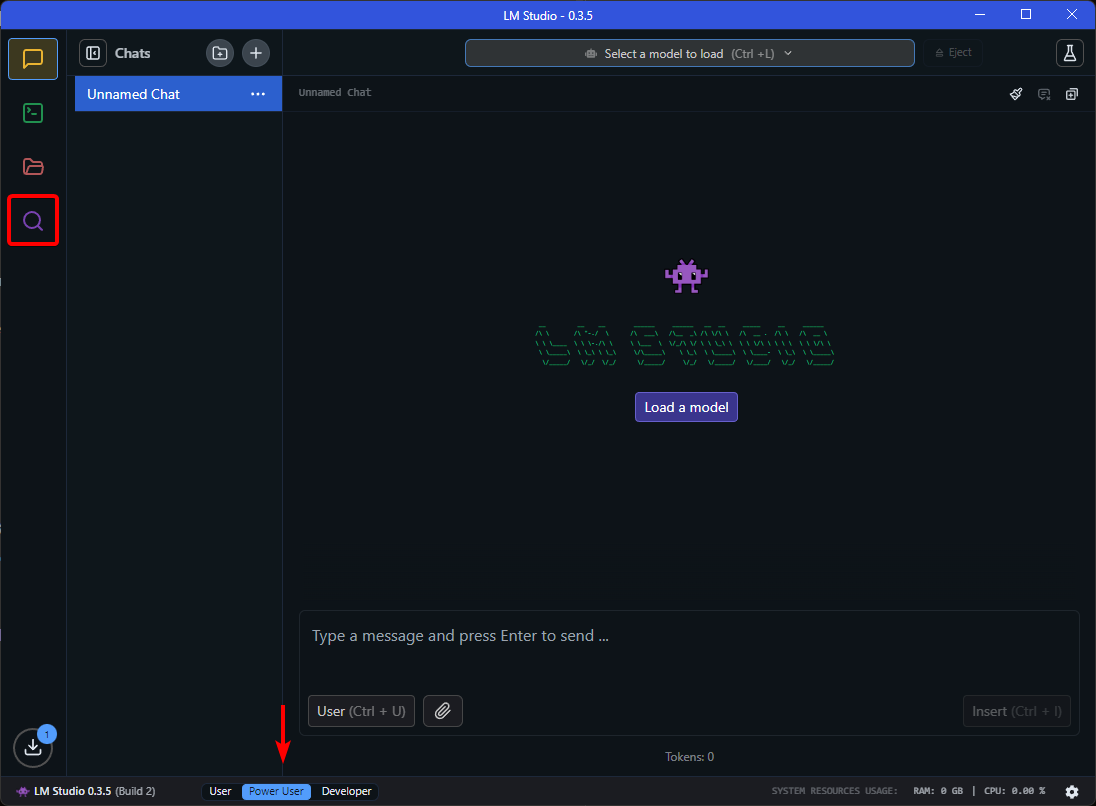 LM Studio - 0.3.5
Chats
Select a model to load (Ctrl +L)
Eject
Unnamed Chat
Unnamed Chat
LM STUDIO
Load a model
Type a message and press Enter to send ...
User (Ctrl + U)
Insert (Ctrl + I)
Tokens: 0
1
LM Studio 0.3.5 (Build 2)
User
Power User
Developer
SYSTEM RESOURCES USAGE: RAM: 0 GB | CPU: 0.00 %